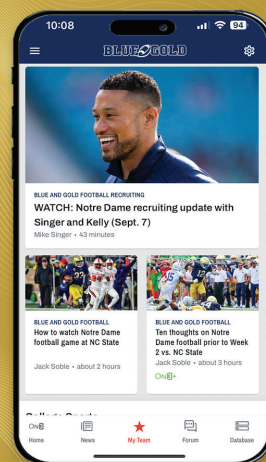 10:08
94
BLUE GOLD
BLUE AND GOLD FOOTBALL RECRUITING
WATCH: Notre Dame recruiting update with
Singer and Kelly (Sept. 7)
Mike Singer • 43 minutes
BLUE AND GOLD FOOTBALL
How to watch Notre Dame
football game at NC State
Jack Soble • about 2 hours
BLUE AND GOLD FOOTBALL
Ten thoughts on Notre
Dame football prior to Week
2 vs. NC State
Jack Soble • about 3 hours
ON3+
ON3
Home
News
My Team
Forum
Database